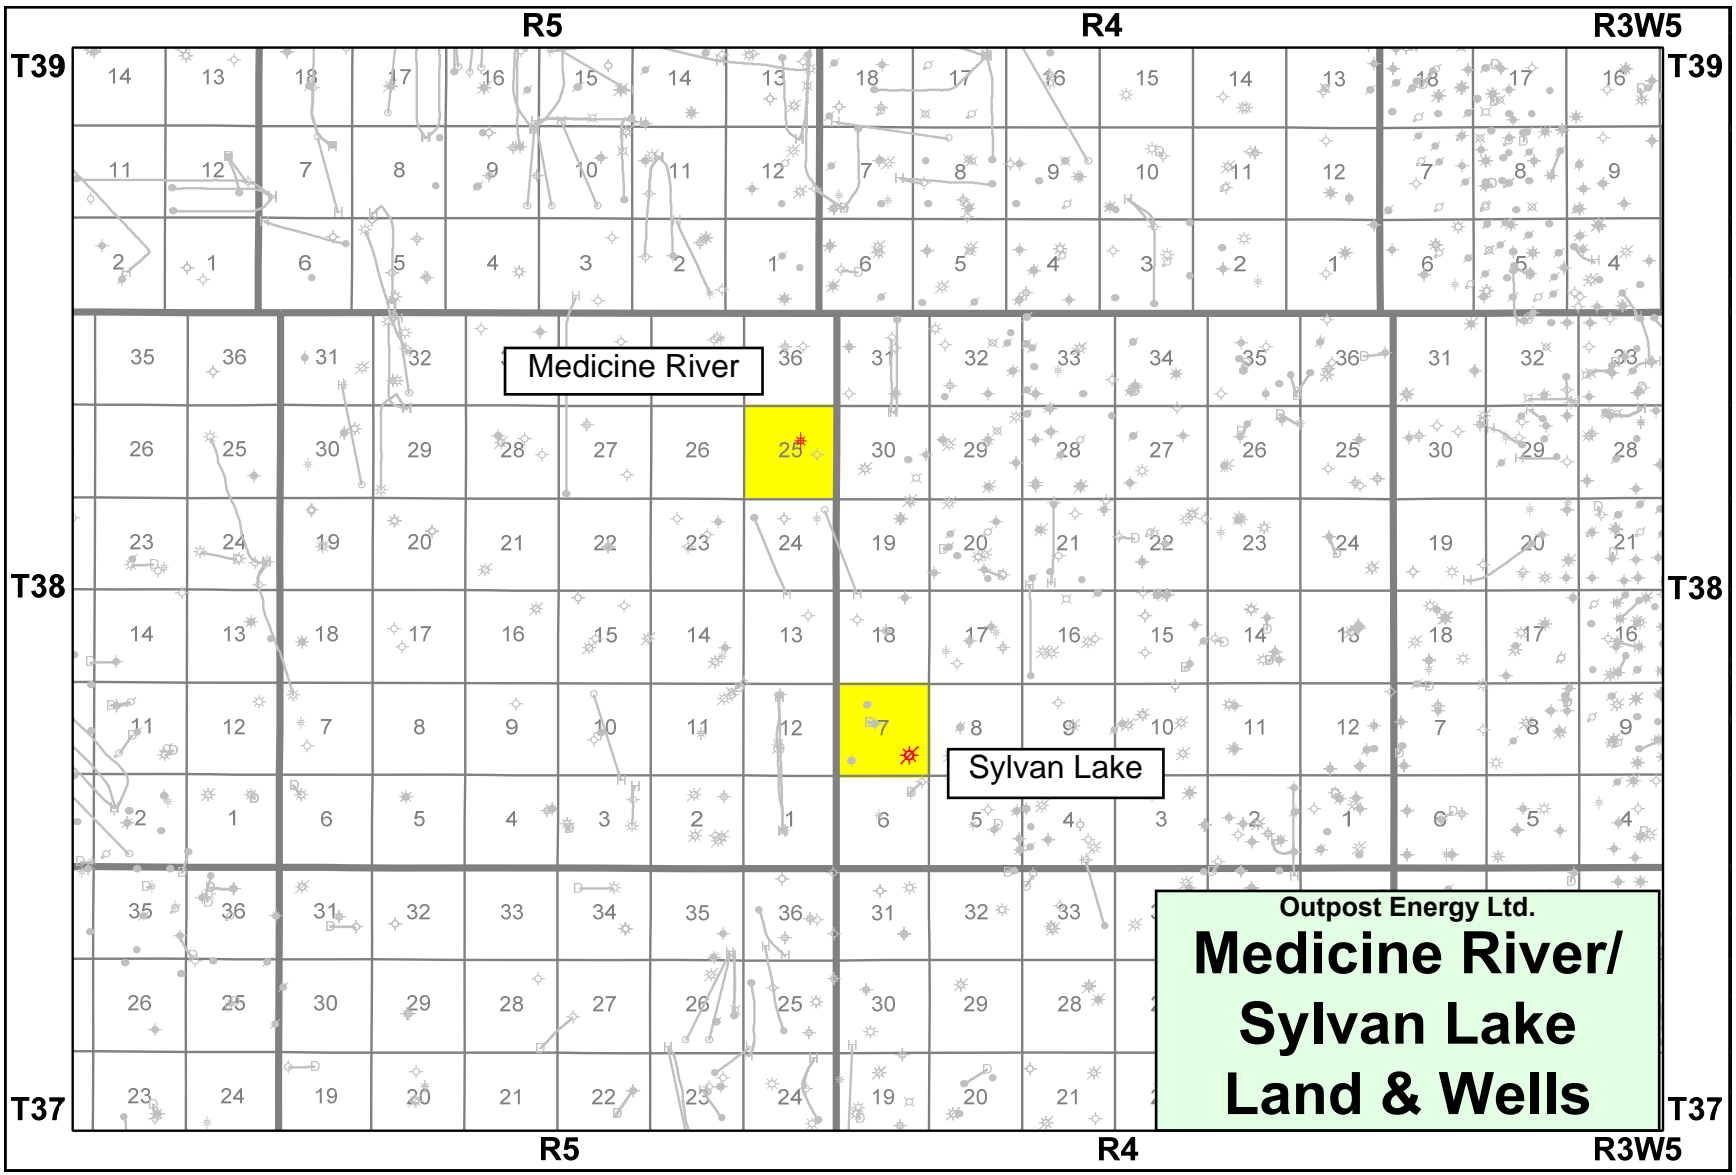 R5 R4 R3W5
T39 T39
14 13 18 17 16 15 14 13 18 17 16 15 14 13 18 17 16
11 12 7 8 9 10 11 12 7 8 9 10 11 12 7 8 9
2 1 6 5 4 3 2 1 6 5 4 3 2 1 6 5 4
35 36 31 32 36 31 32 33 34 35 36 31 32 33
Medicine River
26 25 30 29 28 27 26 25 30 29 28 27 26 25 30 29 28
23 24 19 20 21 22 23 24 19 20 21 22 23 24 19 20 21
T38 T38
14 13 18 17 16 15 14 13 18 17 16 15 14 13 18 17 16
11 12 7 8 9 10 11 12 7 8 9 10 11 12 7 8 9
Sylvan Lake
2 1 6 5 4 3 2 1 6 5 4 3 2 1 6 5 4
35 36 31 32 33 34 35 36 31 32 33
Outpost Energy Ltd.
Medicine River/
Sylvan Lake
Land & Wells
26 25 30 29 28 27 26 25 30 29 28
23 24 19 20 21 22 23 24 19 20 21
T37 T37
R5 R4 R3W5